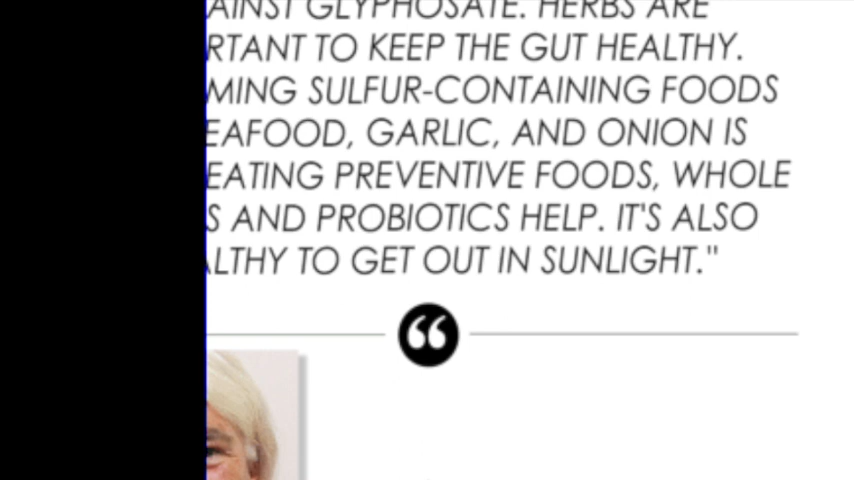 AINST GLYPHOSATE. HERBS ARE
RTANT TO KEEP THE GUT HEALTHY.
MING SULFUR-CONTAINING FOODS
EAFOOD, GARLIC, AND ONION IS
EATING PREVENTIVE FOODS, WHOLE
S AND PROBIOTICS HELP. IT'S ALSO
ALTHY TO GET OUT IN SUNLIGHT."